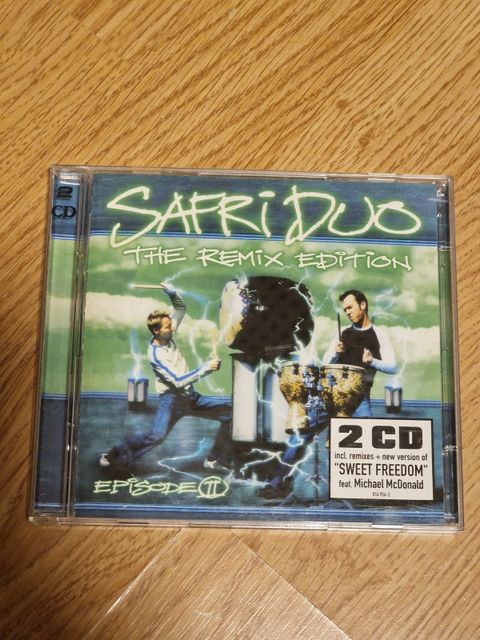 2
CD
SAFRi DUO
THE REMIX EDITION
EPiSODE II
2 CD
incl. remixes + new version of
"SWEET FREEDOM"
feat. Michael McDonald